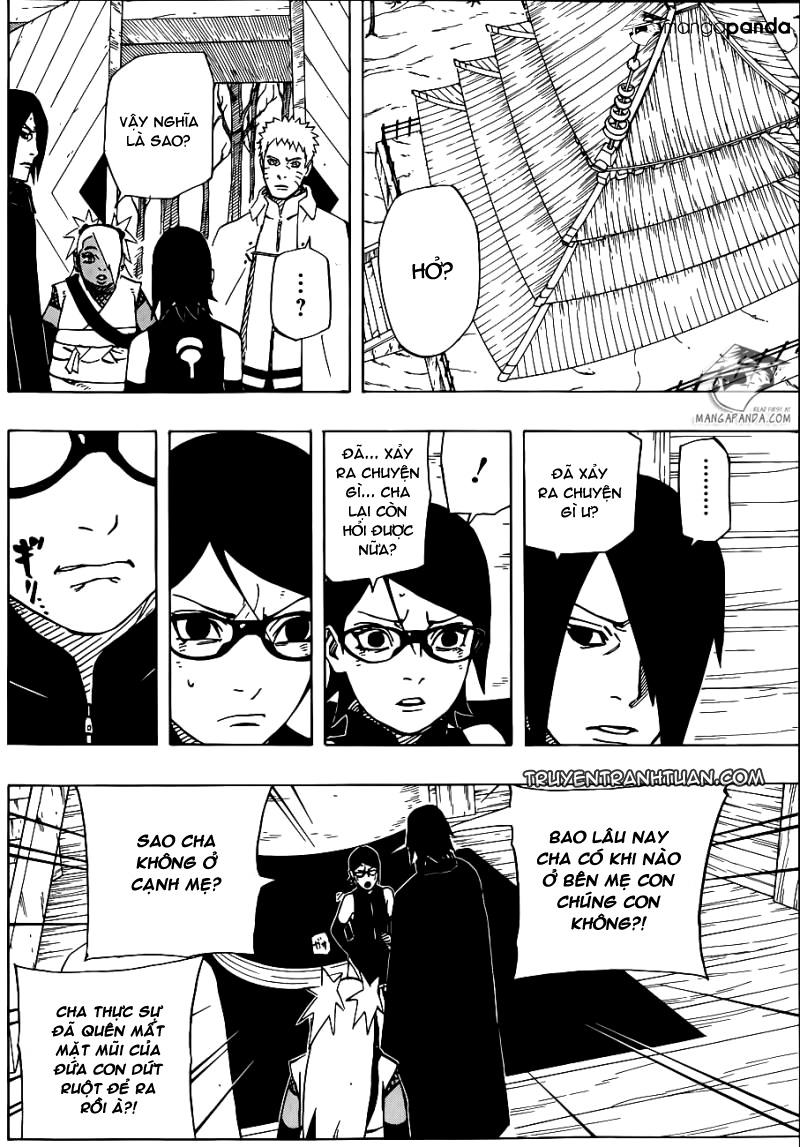 mangapanda
HỞ?
READ FIRST AT
MANGAPANDA.COM
VẬY NGHĨA
LÀ SAO?
....?
........
ĐÃ XẢY
RA CHUYỆN
GÌ Ư?
!
ĐÃ... XẢY
RA CHUYỆN
GÌ... CHA
LẠI CÒN
HỎI ĐƯỢC
NỮA?
TRUYENTRANHTUAN.COM
BAO LÂU NAY
CHA CÓ KHI NÀO
Ở BÊN MẸ CON
CHÚNG CON
KHÔNG?!
SAO CHA
KHÔNG Ở
CẠNH MẸ?
CHA THỰC SỰ
ĐÃ QUÊN MẤT
MẶT MŨI CỦA
ĐỨA CON DỨT
RUỘT ĐẺ RA
RỒI À?!